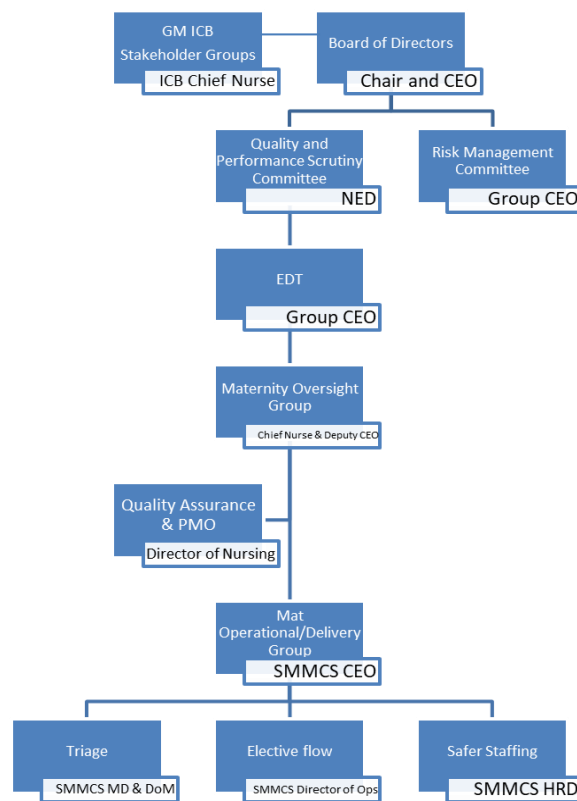 GM ICB
Stakeholder Groups
ICB Chief Nurse
Board of Directors
Chair and CEO
Quality and
Performance Scrutiny
Committee
NED
Risk Management
Committee
Group CEO
EDT
Group CEO
Maternity Oversight
Group
Chief Nurse & Deputy CEO
Quality Assurance
& PMO
Director of Nursing
Mat
Operational/Delivery
Group
SMMCS CEO
Triage
SMMCS MD & DoM
Elective flow
SMMCS Director of Ops
Safer Staffing
SMMCS HRD